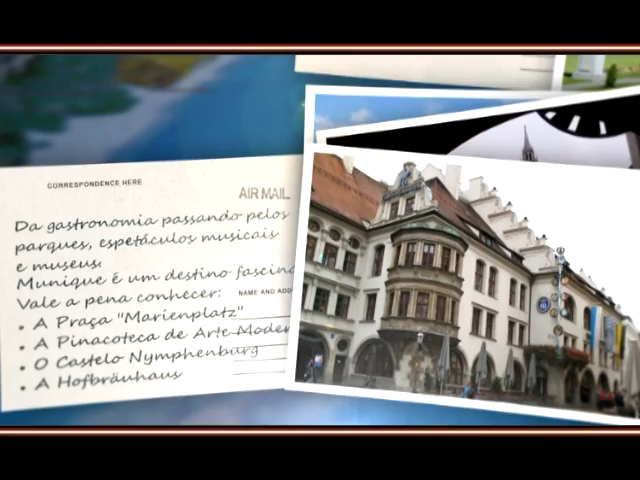 CORRESPONDENCE HERE
AIR MAIL
Da gastronomia passando pelos
parques, espetáculos musicais
e museus.
Munique é um destino fascina
Vale a pena conhecer:
NAME AND ADD
• A Praça "Marienplatz"
• A Pinacoteca de Arte Moder
• O Castelo Nymphenburg
• A Hofbräuhaus